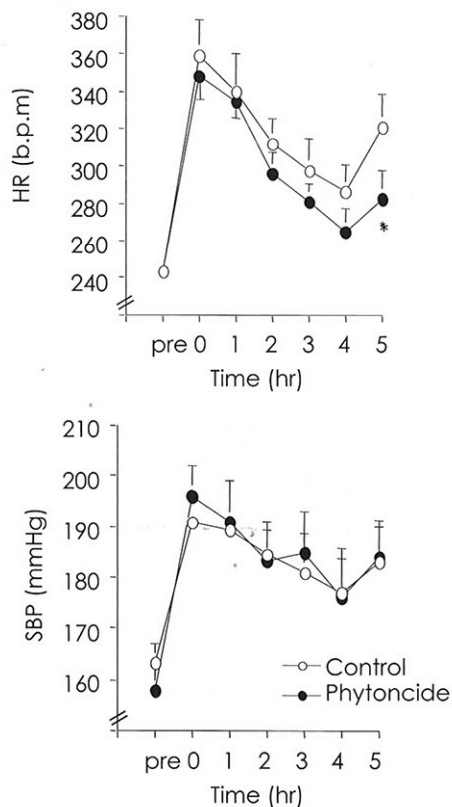 HR (b.p.m)
380
360
340
320
300
280
260
240
*
pre 0 1 2 3 4 5
Time (hr)
SBP (mmHg)
210
200
190
180
170
160
Control
Phytoncide
pre 0 1 2 3 4 5
Time (hr)